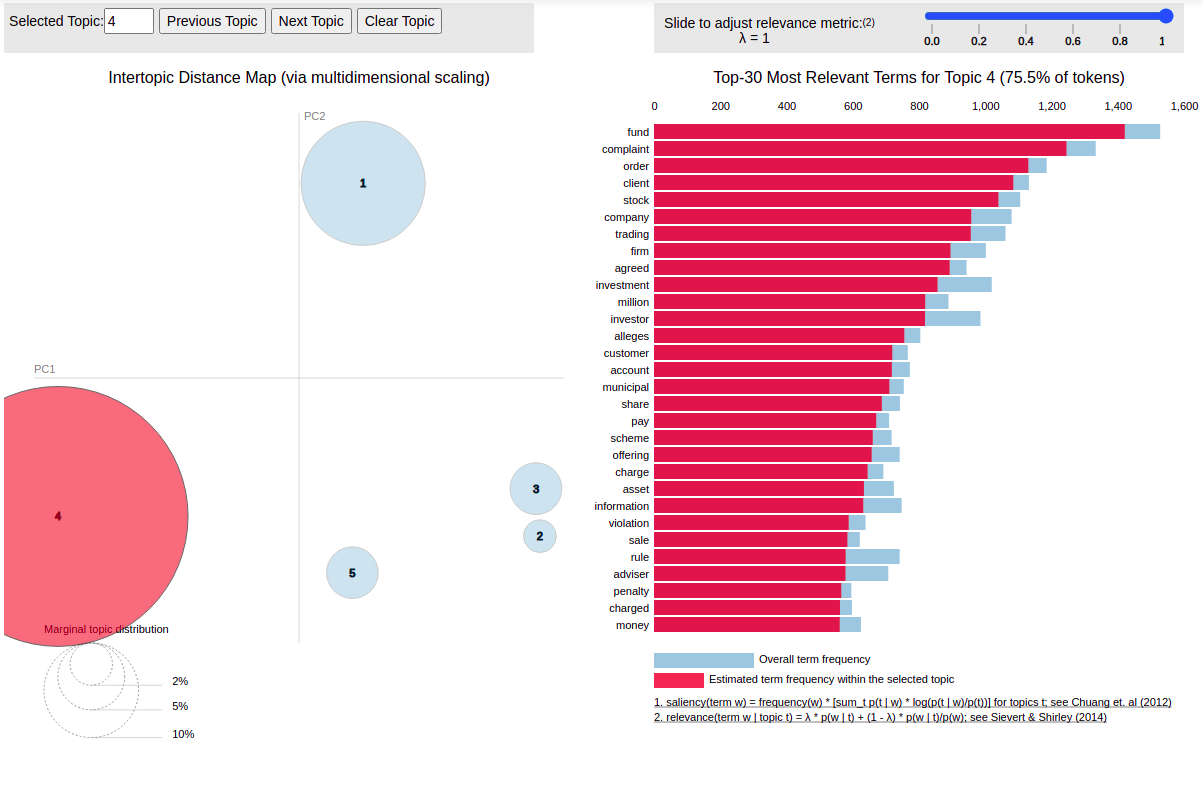 Selected Topic: 4 Previous Topic Next Topic Clear Topic
Slide to adjust relevance metric:(2)
λ = 1
0.0 0.2 0.4 0.6 0.8 1
Intertopic Distance Map (via multidimensional scaling)
PC2
1
PC1
4
3
2
5
Marginal topic distribution
2%
5%
10%
Top-30 Most Relevant Terms for Topic 4 (75.5% of tokens)
0 200 400 600 800 1,000 1,200 1,400 1,600
fund
complaint
order
client
stock
company
trading
firm
agreed
investment
million
investor
alleges
customer
account
municipal
share
pay
scheme
offering
charge
asset
information
violation
sale
rule
adviser
penalty
charged
money
Overall term frequency
Estimated term frequency within the selected topic
1. saliency(term w) = frequency(w) * [sum_t p(t | w) * log(p(t | w)/p(t))] for topics t; see Chuang et. al (2012)
2. relevance(term w | topic t) = λ * p(w | t) + (1 - λ) * p(w | t)/p(w); see Sievert & Shirley (2014)